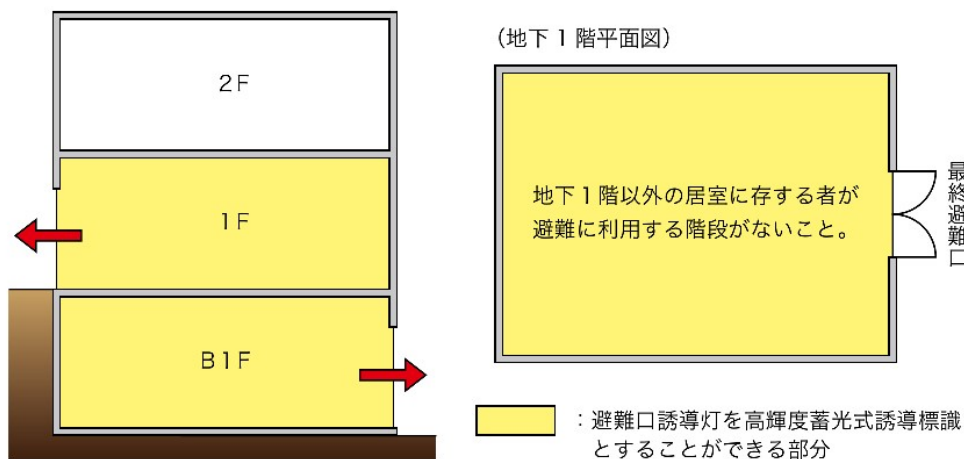 2F
1F
B1F
（地下1階平面図）
地下1階以外の居室に存する者が
避難に利用する階段がないこと。
最終避難口
：避難口誘導灯を高輝度蓄光式誘導標識
とすることができる部分